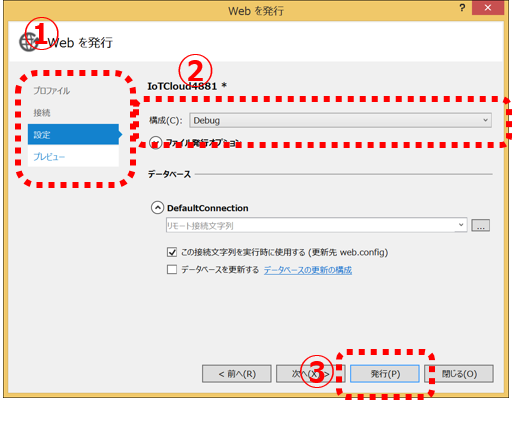 Web を発行
?
×
①
Web を発行
②
プロファイル
接続
設定
プレビュー
IoTCloud4881 *
構成(C): Debug
ファイル発行オプション
データベース
DefaultConnection
リモート接続文字列
...
この接続文字列を実行時に使用する (更新先 web.config)
データベースを更新する データベースの更新の構成
③
< 前へ(R) 次へ(X) > 発行(P) 閉じる(O)